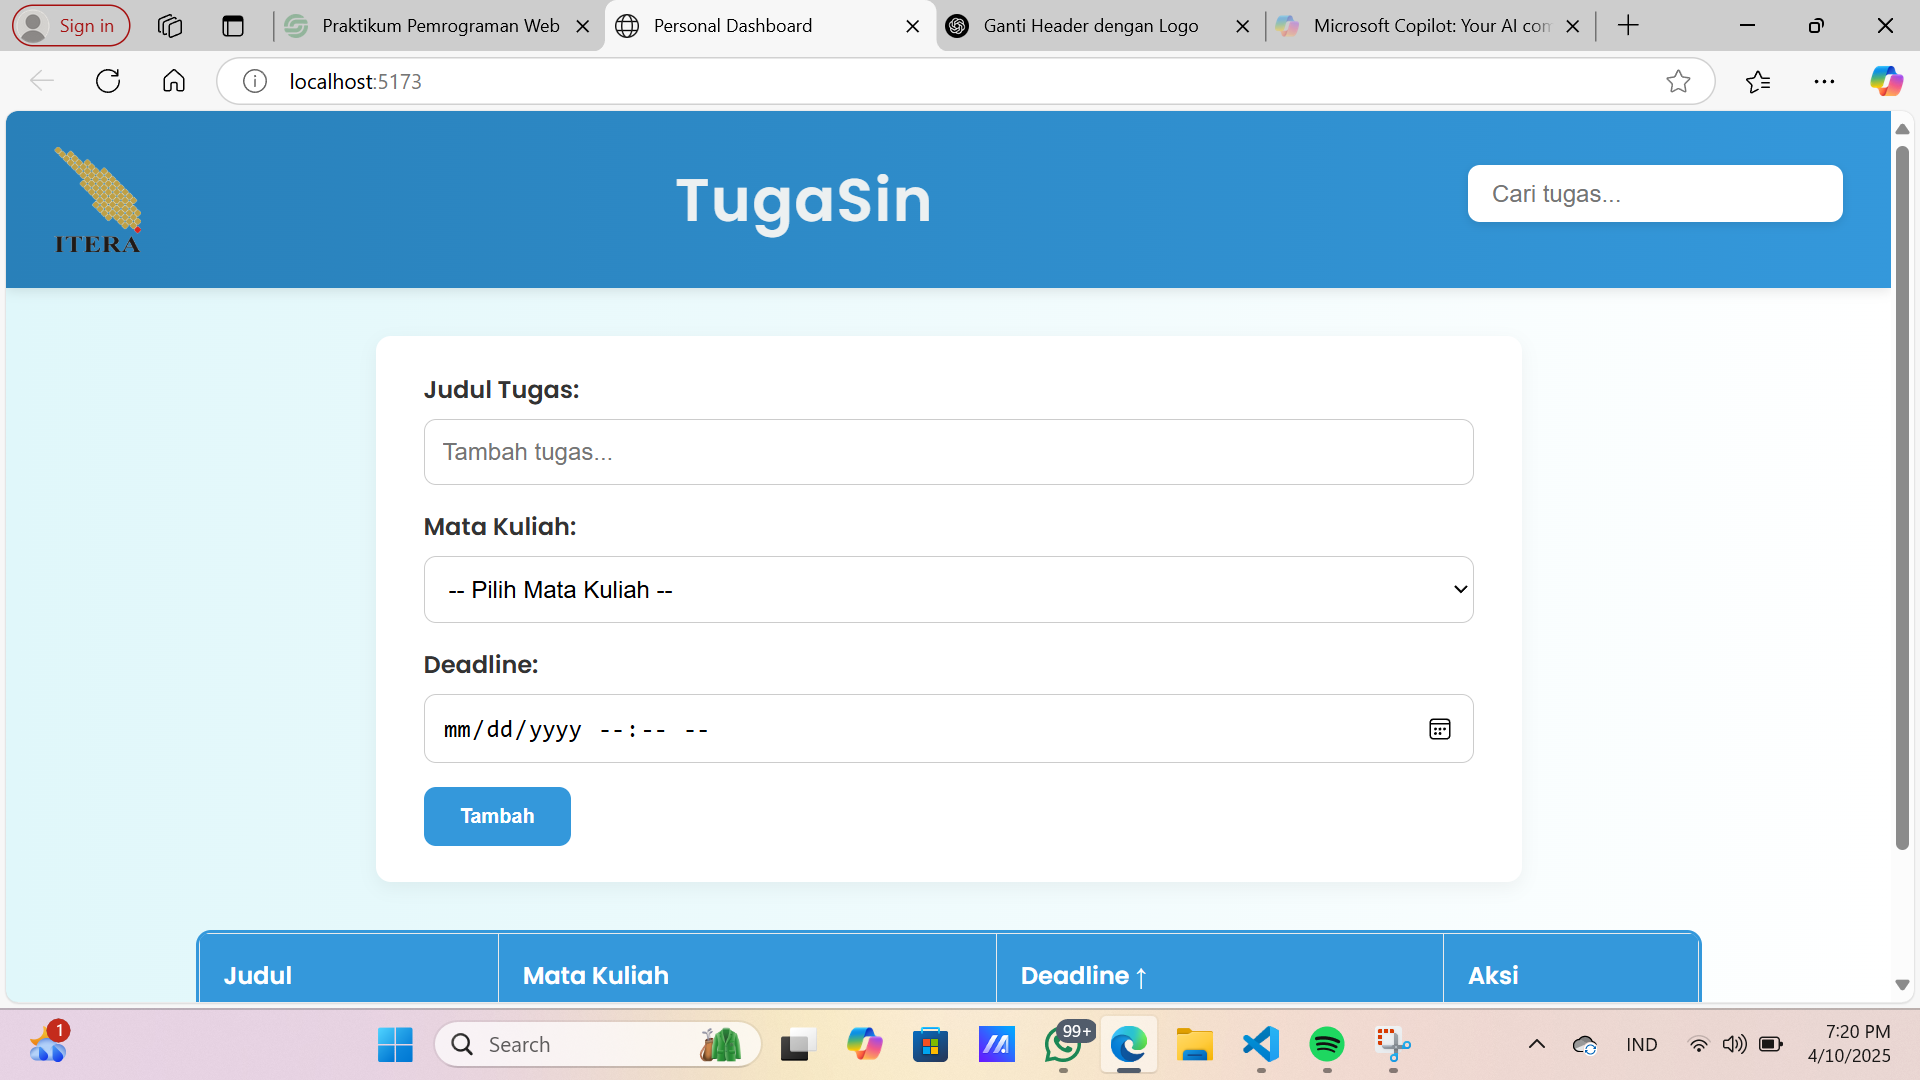 Sign in
Praktikum Pemrograman Web
Personal Dashboard
Ganti Header dengan Logo
Microsoft Copilot: Your AI com
localhost:5173
ITERA
TugaSin
Cari tugas...
Judul Tugas:
Tambah tugas...
Mata Kuliah:
-- Pilih Mata Kuliah --
Deadline:
mm/dd/yyyy --:-- --
Tambah
Judul
Mata Kuliah
Deadline ↑
Aksi
1
Search
99+
IND
7:20 PM
4/10/2025